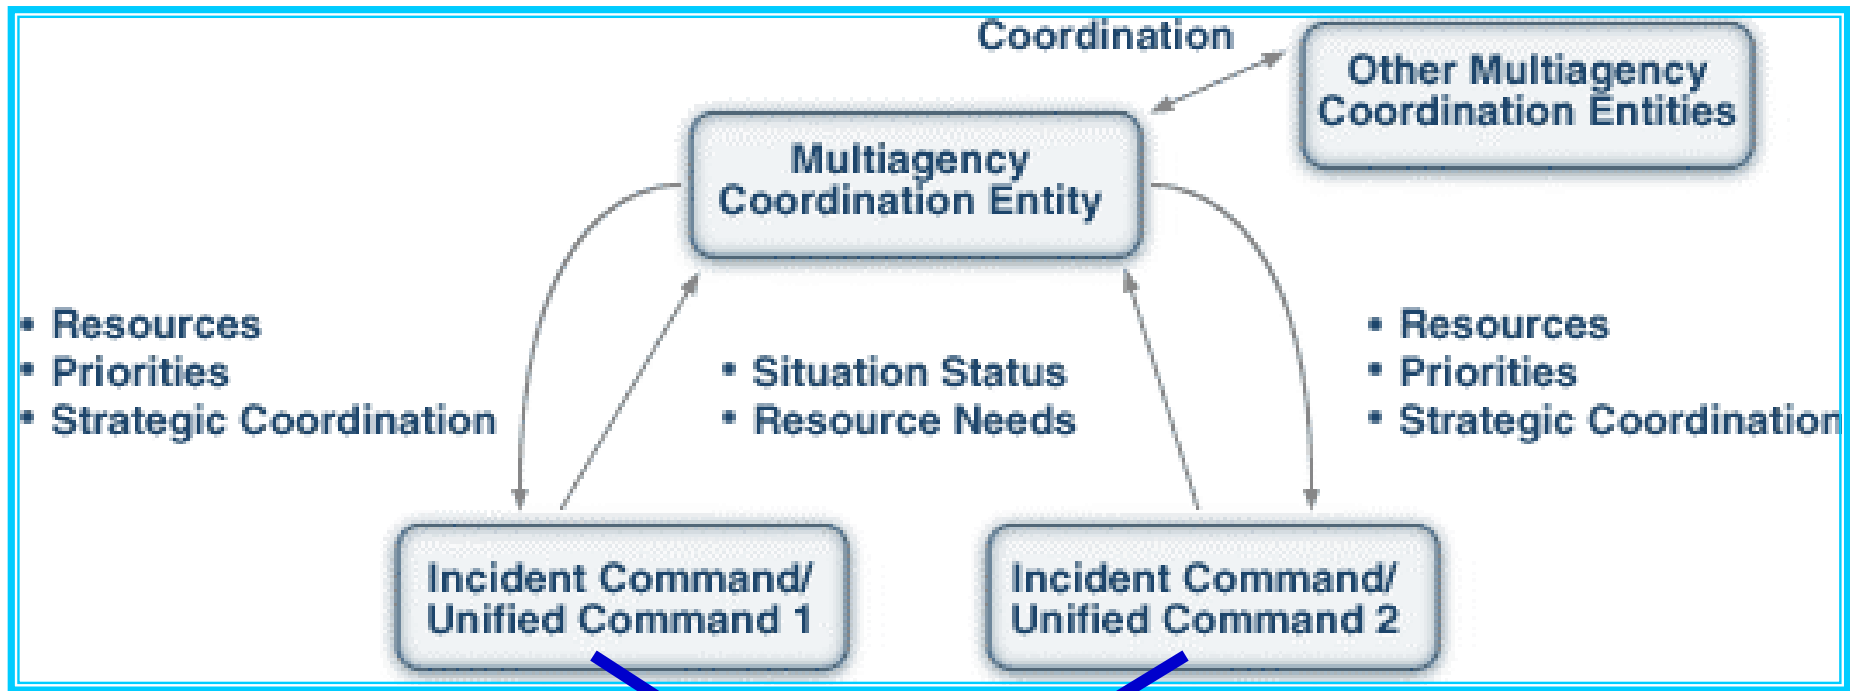 Coordination
Other Multiagency
Coordination Entities
Multiagency
Coordination Entity
• Resources
• Priorities
• Strategic Coordination
• Situation Status
• Resource Needs
• Resources
• Priorities
• Strategic Coordination
Incident Command/
Unified Command 1
Incident Command/
Unified Command 2